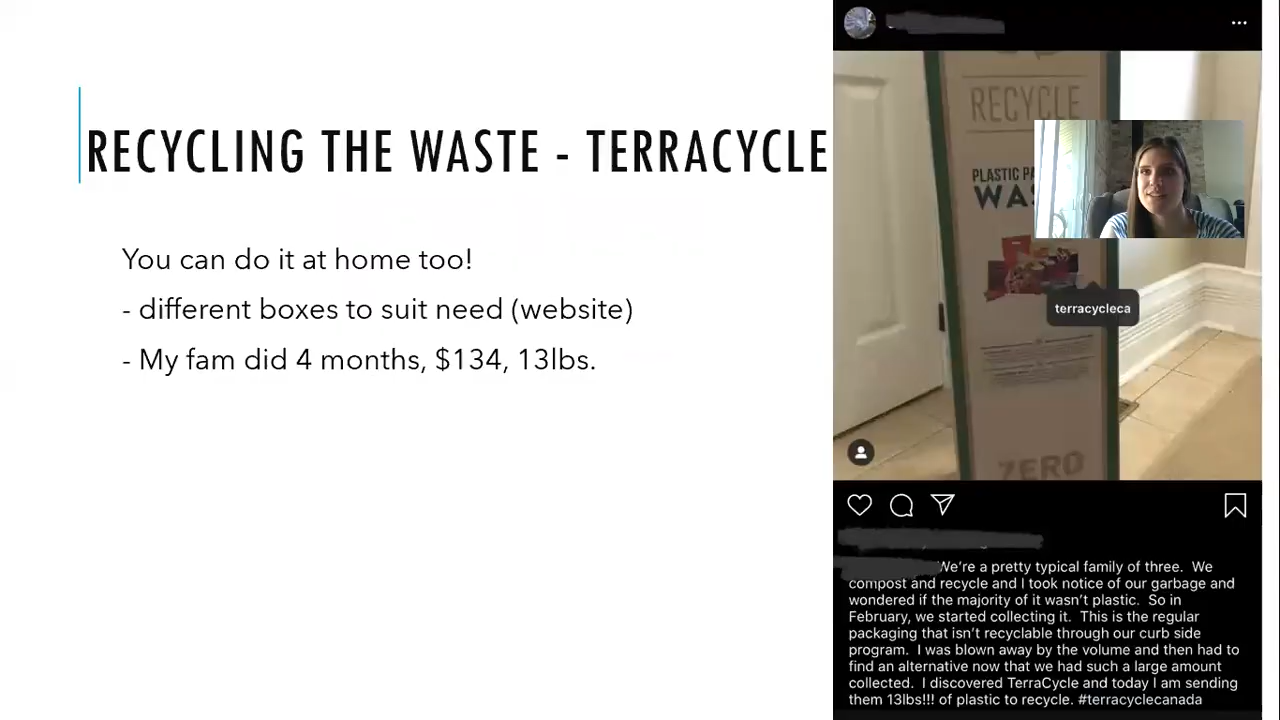 RECYCLING THE WASTE - TERRACYCLE
You can do it at home too!
- different boxes to suit need (website)
- My fam did 4 months, $134, 13lbs.
RECYCLE
PLASTIC
terracycleca
ZERO
We're a pretty typical family of three. We
compost and recycle and I took notice of our garbage and
wondered if the majority of it wasn't plastic. So in
February, we started collecting it. This is the regular
packaging that isn't recyclable through our curb side
program. I was blown away by the volume and then had to
find an alternative now that we had such a large amount
collected. I discovered TerraCycle and today I am sending
them 13lbs!!! of plastic to recycle. #terracyclecanada